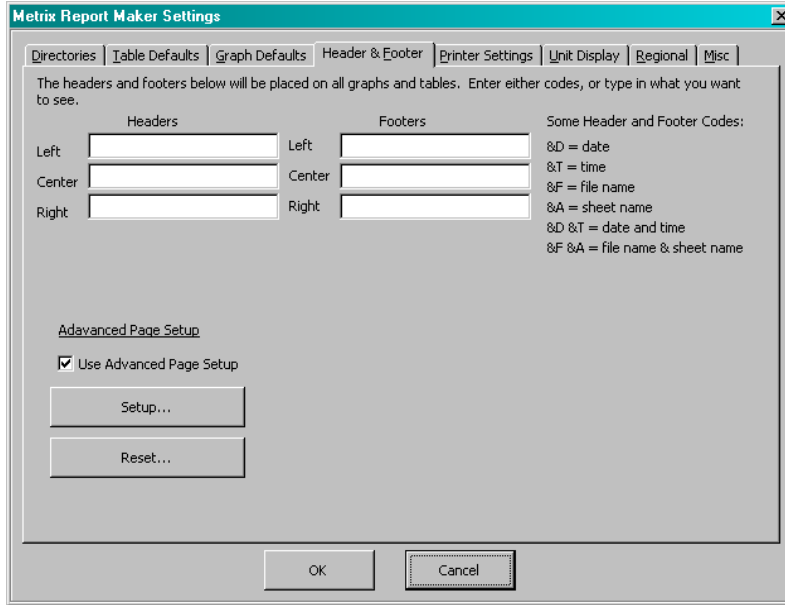 Metrix Report Maker Settings
Directories Table Defaults Graph Defaults Header & Footer Printer Settings Unit Display Regional Misc
The headers and footers below will be placed on all graphs and tables. Enter either codes, or type in what you want
to see.
Headers Footers Some Header and Footer Codes:
Left Left &D = date
&T = time
Center Center &F = file name
Right Right &A = sheet name
&D &T = date and time
&F &A = file name & sheet name
Adavanced Page Setup
Use Advanced Page Setup
Setup...
Reset...
OK Cancel